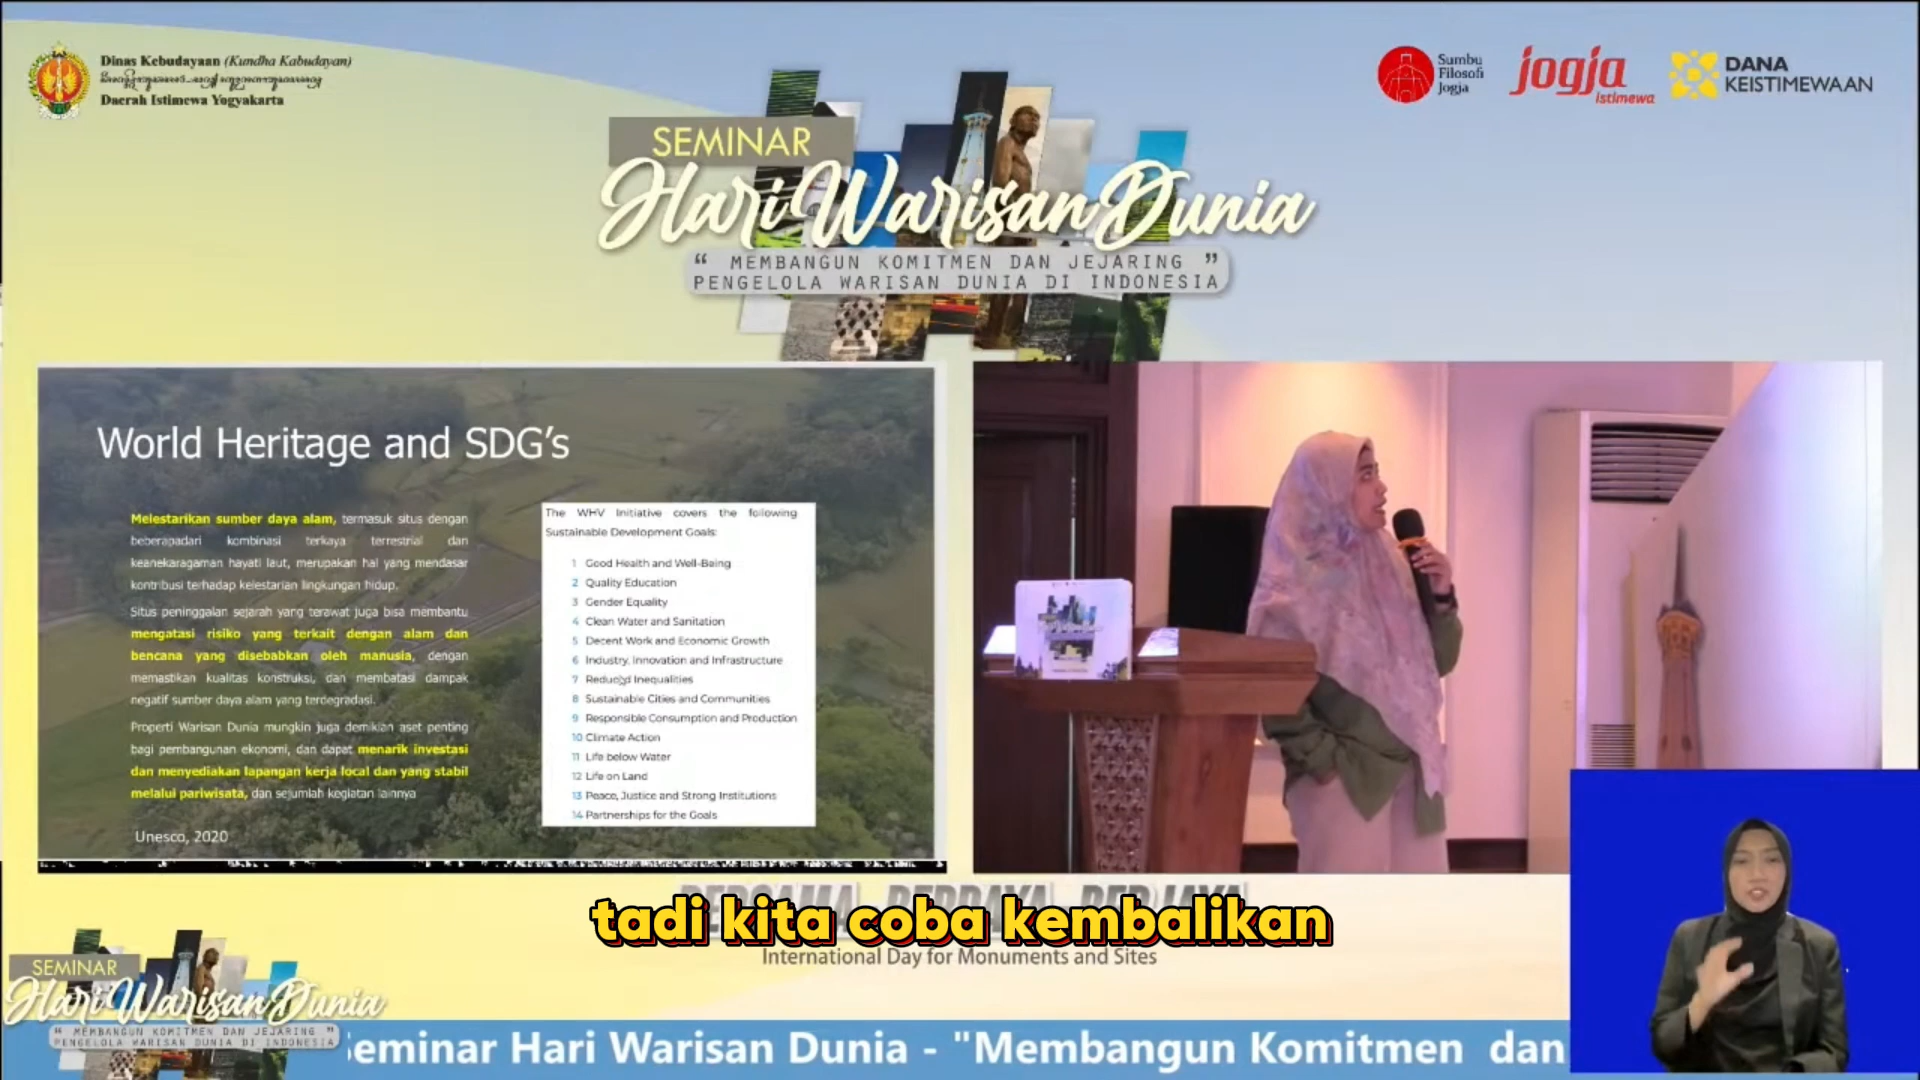 Dinas Kebudayaan (Kundha Kabudayan)
Daerah Istimewa Yogyakarta
Sumbu
Filosofi
Jogja
jogja
istimewa
DANA
KEISTIMEWAAN
SEMINAR
Hari Warisan Dunia
“ MEMBANGUN KOMITMEN DAN JEJARING ”
PENGELOLA WARISAN DUNIA DI INDONESIA
World Heritage and SDG's
Melestarikan sumber daya alam, termasuk situs dengan
beberapadari kombinasi terkaya terrestrial dan
keanekaragaman hayati laut, merupakan hal yang mendasar
kontribusi terhadap kelestarian lingkungan hidup.
Situs peninggalan sejarah yang terawat juga bisa membantu
mengatasi risiko yang terkait dengan alam dan
bencana yang disebabkan oleh manusia, dengan
memastikan kualitas konstruksi, dan membatasi dampak
negatif sumber daya alam yang terdegradasi.
Properti Warisan Dunia mungkin juga demikian aset penting
bagi pembangunan ekonomi, dan dapat menarik investasi
dan menyediakan lapangan kerja local dan yang stabil
melalui pariwisata, dan sejumlah kegiatan lainnya
Unesco, 2020
The WHV Initiative covers the following
Sustainable Development Goals:
1 Good Health and Well-Being
2 Quality Education
3 Gender Equality
4 Clean Water and Sanitation
5 Decent Work and Economic Growth
6 Industry, Innovation and Infrastructure
7 Reduced Inequalities
8 Sustainable Cities and Communities
9 Responsible Consumption and Production
10 Climate Action
11 Life below Water
12 Life on Land
13 Peace, Justice and Strong Institutions
14 Partnerships for the Goals
BERSAMA BERDAYA BERJAYA
tadi kita coba kembalikan
International Day for Monuments and Sites
SEMINAR
Hari Warisan Dunia
“ MEMBANGUN KOMITMEN DAN JEJARING ”
PENGELOLA WARISAN DUNIA DI INDONESIA
Seminar Hari Warisan Dunia - "Membangun Komitmen dan